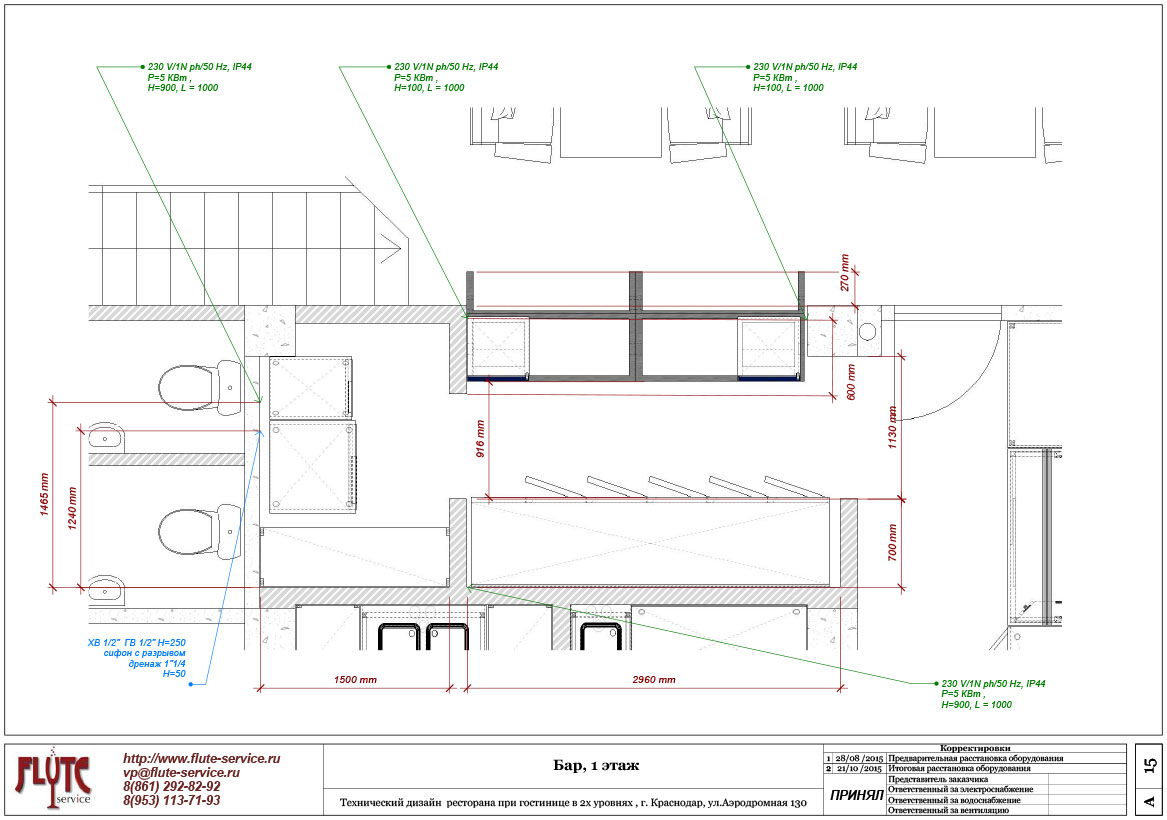 230 V/1N ph/50 Hz, IP44
P=5 КВт ,
H=900, L = 1000
230 V/1N ph/50 Hz, IP44
P=5 КВт ,
H=100, L = 1000
230 V/1N ph/50 Hz, IP44
P=5 КВт ,
H=100, L = 1000
270 mm
600 mm
916 mm
1130 mm
1465 mm
1240 mm
700 mm
ХВ 1/2" ГВ 1/2" H=250
сифон с разрывом
дренаж 1"1/4
H=50
1500 mm
2960 mm
230 V/1N ph/50 Hz, IP44
P=5 КВт ,
H=900, L = 1000
FLUTE
service
http://www.flute-service.ru
vp@flute-service.ru
8(861) 292-82-92
8(953) 113-71-93
Бар, 1 этаж
Технический дизайн ресторана при гостинице в 2х уровнях , г. Краснодар, ул.Аэродромная 130
Корректировки
1 28/08 /2015 Предварительная расстановка оборудования
2 21/10 /2015 Итоговая расстановка оборудования
ПРИНЯЛ
Представитель заказчика
Ответственный за электроснабжение
Ответственный за водоснабжение
Ответственный за вентиляцию
15
A